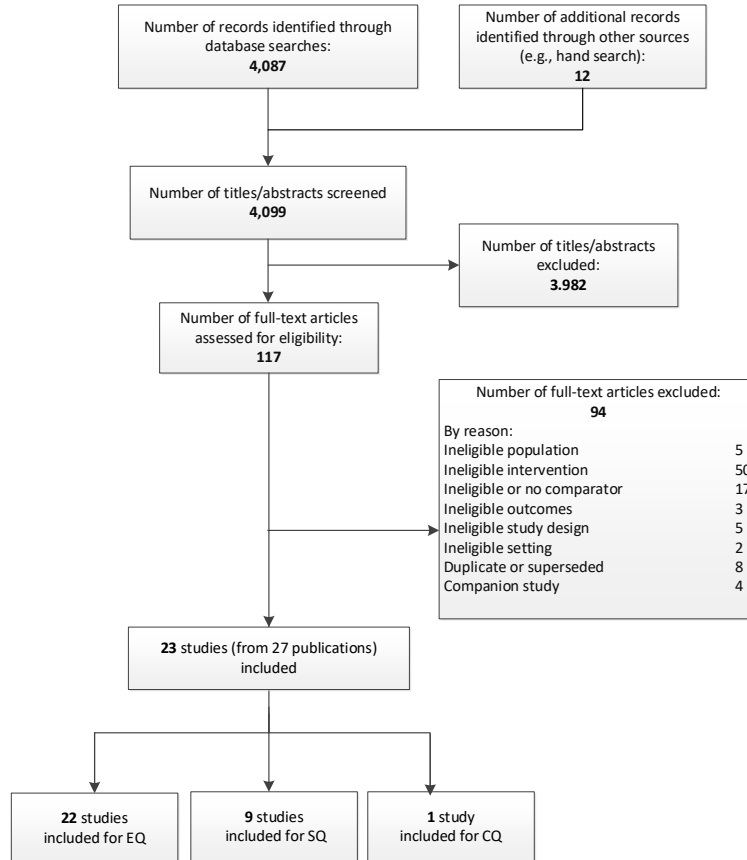 Number of records identified through
database searches:
4,087
Number of additional records
identified through other sources
(e.g., hand search):
12
Number of titles/abstracts screened
4,099
Number of titles/abstracts
excluded:
3.982
Number of full-text articles
assessed for eligibility:
117
Number of full-text articles excluded:
94
By reason:
Ineligible population 5
Ineligible intervention 50
Ineligible or no comparator 17
Ineligible outcomes 3
Ineligible study design 5
Ineligible setting 2
Duplicate or superseded 8
Companion study 4
23 studies (from 27 publications)
included
22 studies
included for EQ
9 studies
included for SQ
1 study
included for CQ